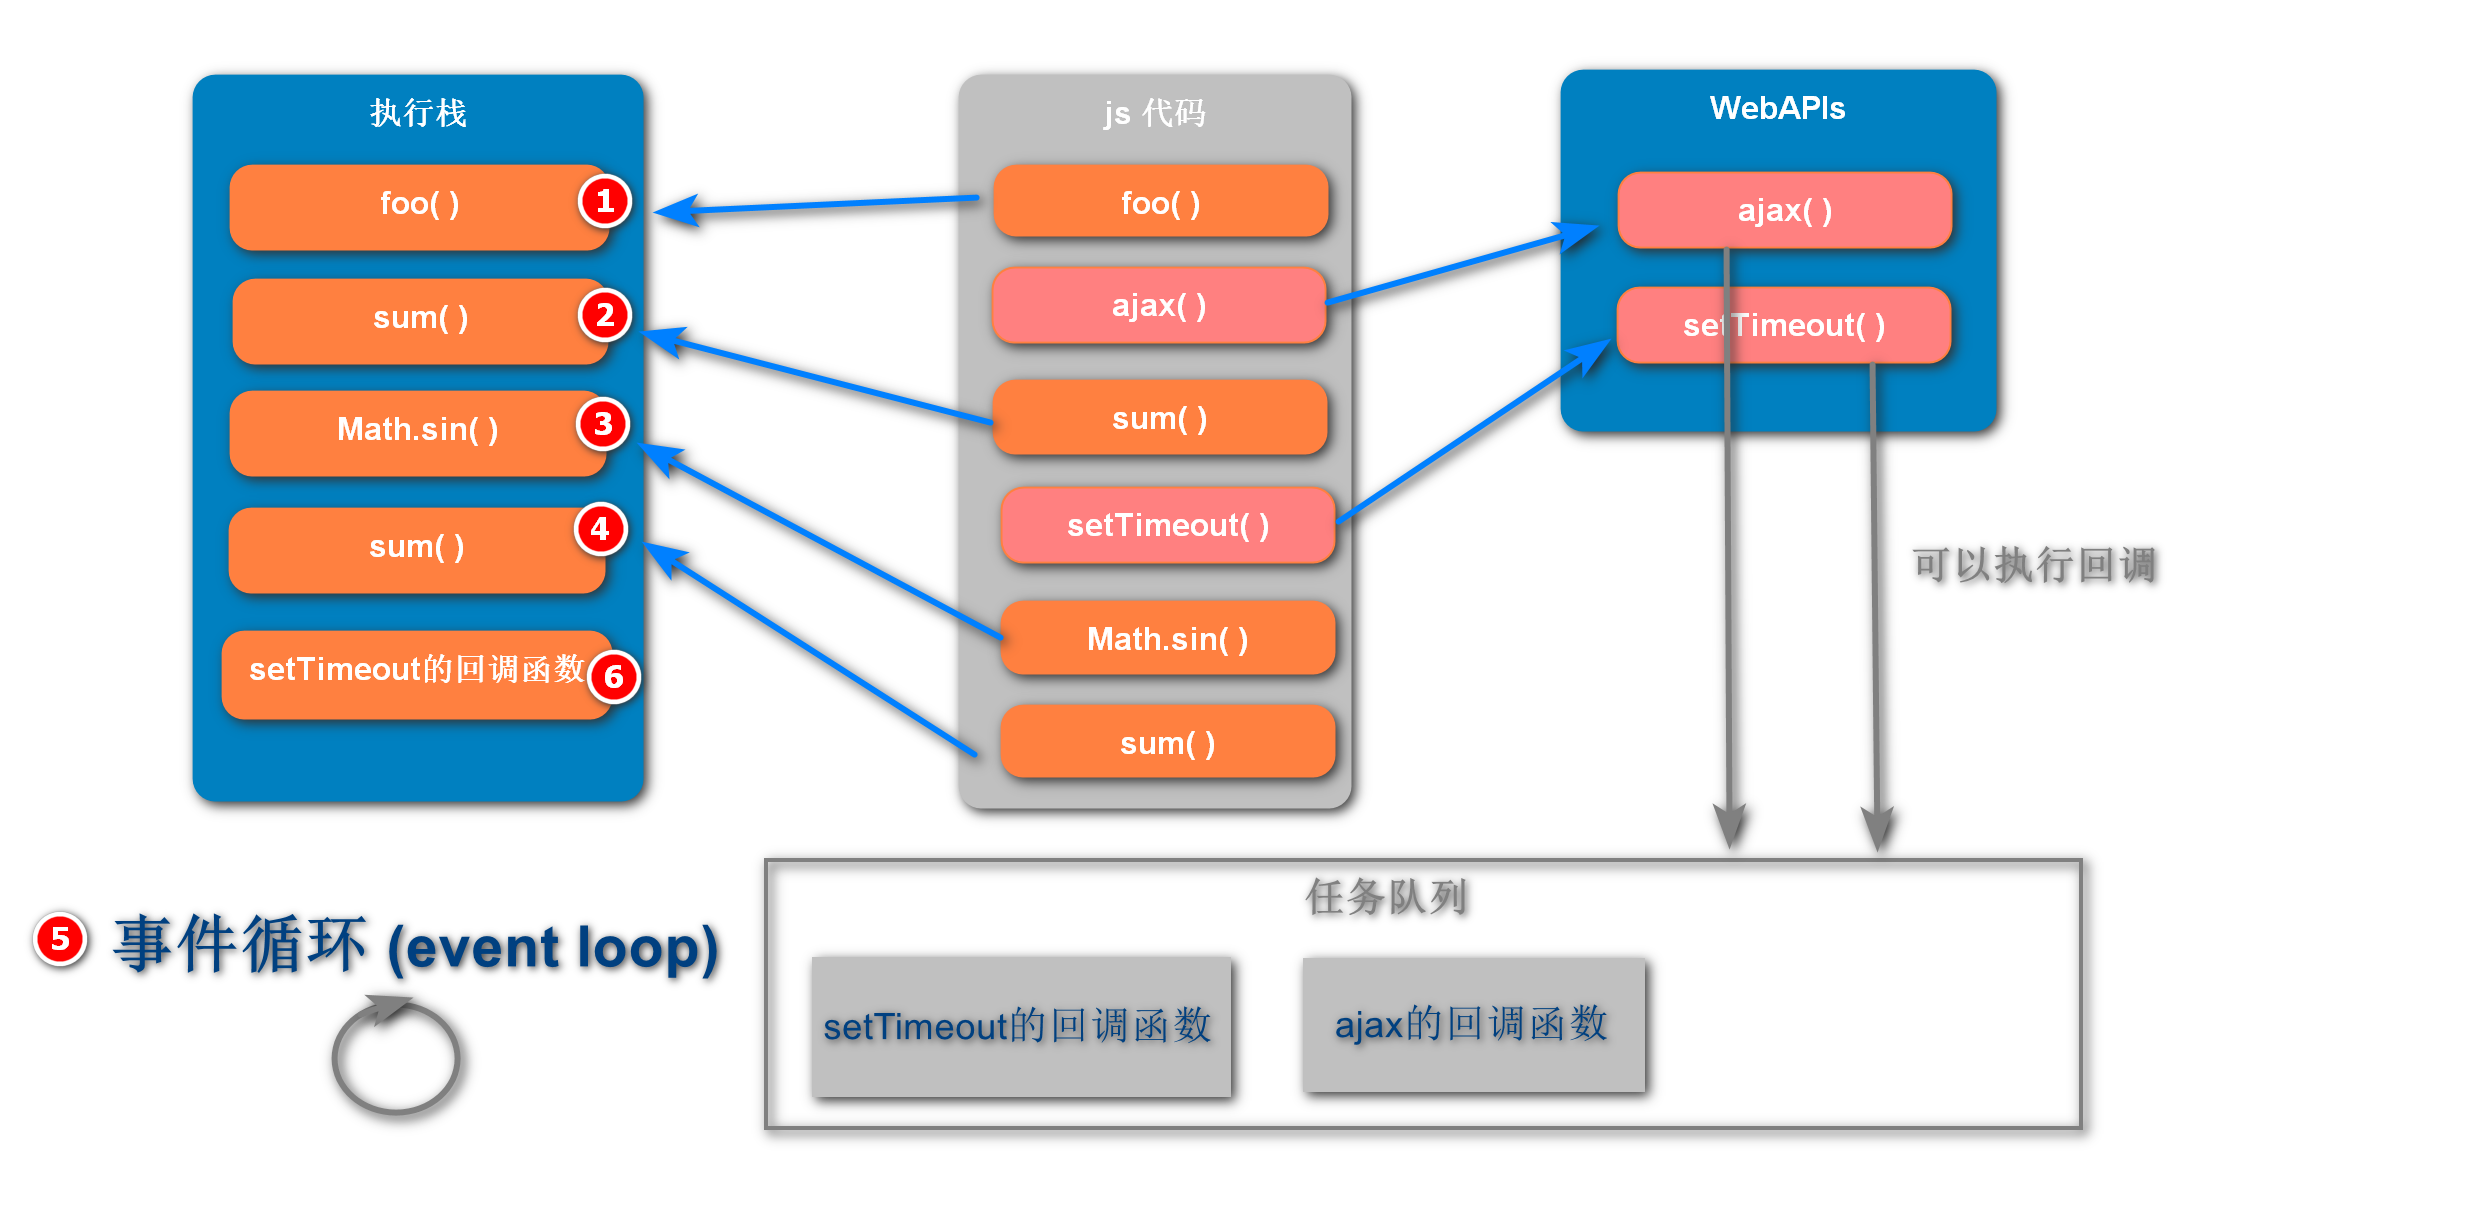 执行栈
foo( )
1
sum( )
2
Math.sin( )
3
sum( )
4
setTimeout的回调函数
6
js 代码
foo( )
ajax( )
sum( )
setTimeout( )
Math.sin( )
sum( )
WebAPIs
ajax( )
setTimeout( )
可以执行回调
5 事件循环 (event loop)
任务队列
setTimeout的回调函数
ajax的回调函数